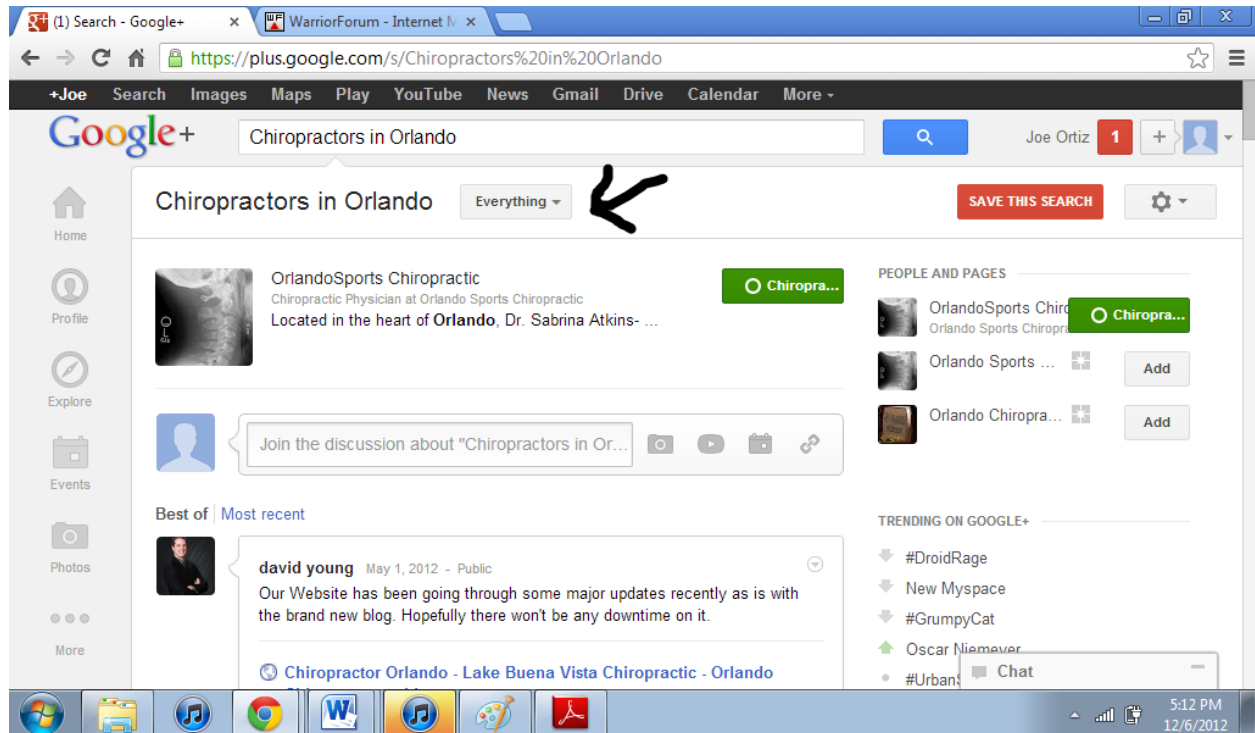 (1) Search - Google+
WarriorForum - Internet M
https://plus.google.com/s/Chiropractors%20in%20Orlando
+Joe Search Images Maps Play YouTube News Gmail Drive Calendar More
Google+
Chiropractors in Orlando
Joe Ortiz 1 +
Chiropractors in Orlando
Everything
SAVE THIS SEARCH
Home
Profile
Explore
Events
Photos
More
OrlandoSports Chiropractic
Chiropractic Physician at Orlando Sports Chiropractic
Located in the heart of Orlando, Dr. Sabrina Atkins- ...
Chiropra...
Join the discussion about "Chiropractors in Or...
Best of Most recent
david young May 1, 2012 - Public
Our Website has been going through some major updates recently as is with
the brand new blog. Hopefully there won't be any downtime on it.
Chiropractor Orlando - Lake Buena Vista Chiropractic - Orlando
PEOPLE AND PAGES
OrlandoSports Chiro
Orlando Sports Chiropra
Chiropra...
Orlando Sports ...
Add
Orlando Chiropra...
Add
TRENDING ON GOOGLE+
#DroidRage
New Myspace
#GrumpyCat
Oscar Niemeyer
#Urban
Chat
5:12 PM
12/6/2012